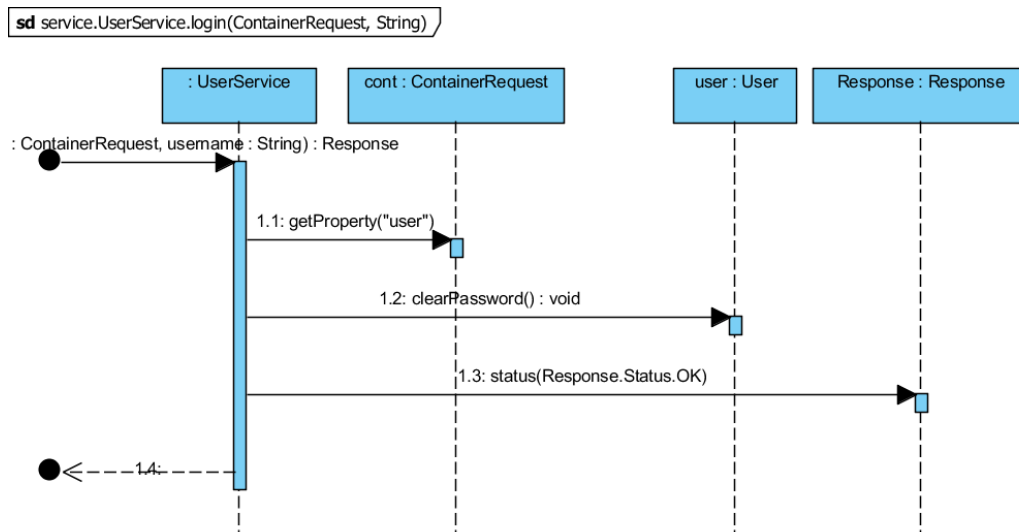 sd service.UserService.login(ContainerRequest, String)
: UserService
cont : ContainerRequest
user : User
Response : Response
: ContainerRequest, username : String) : Response
1.1: getProperty("user")
1.2: clearPassword() : void
1.3: status(Response.Status.OK)
1.4: